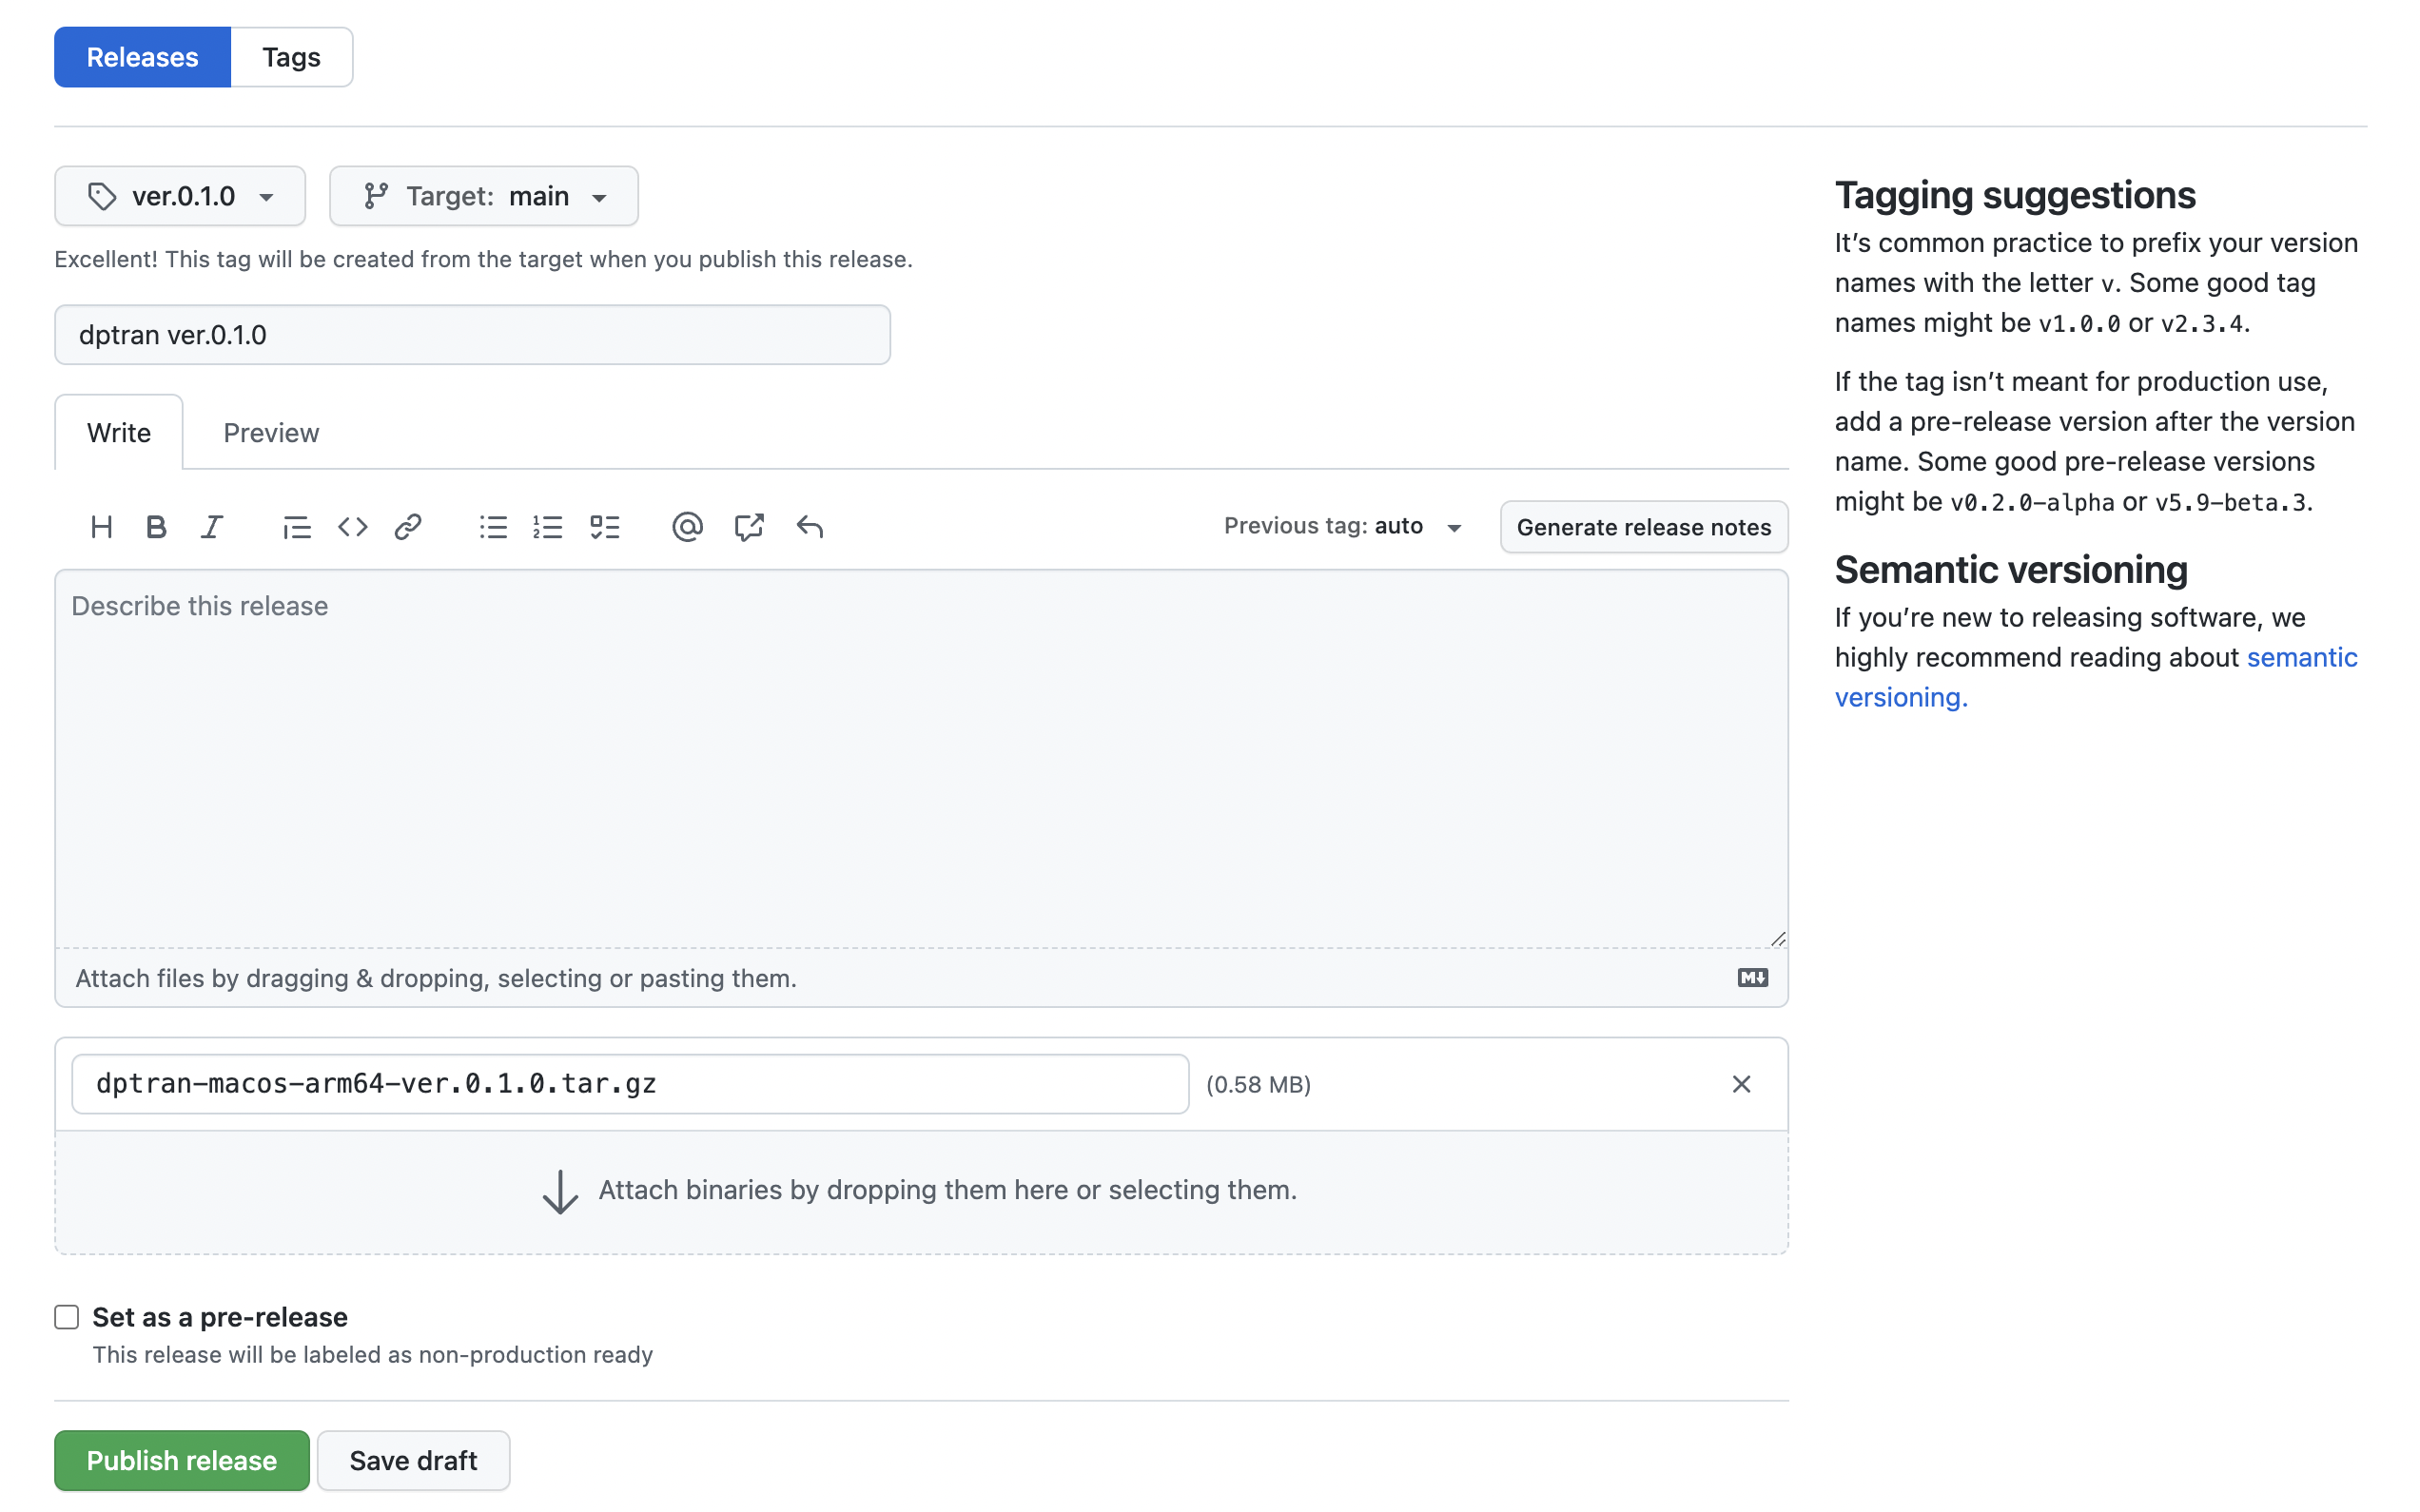 Releases Tags
ver.0.1.0 Target: main
Excellent! This tag will be created from the target when you publish this release.
dptran ver.0.1.0
Write Preview
Previous tag: auto Generate release notes
Describe this release
Attach files by dragging & dropping, selecting or pasting them.
dptran-macos-arm64-ver.0.1.0.tar.gz (0.58 MB)
Attach binaries by dropping them here or selecting them.
Set as a pre-release
This release will be labeled as non-production ready
Publish release Save draft
Tagging suggestions
It’s common practice to prefix your version
names with the letter v. Some good tag
names might be v1.0.0 or v2.3.4.
If the tag isn’t meant for production use,
add a pre-release version after the version
name. Some good pre-release versions
might be v0.2.0-alpha or v5.9-beta.3.
Semantic versioning
If you’re new to releasing software, we
highly recommend reading about semantic
versioning.